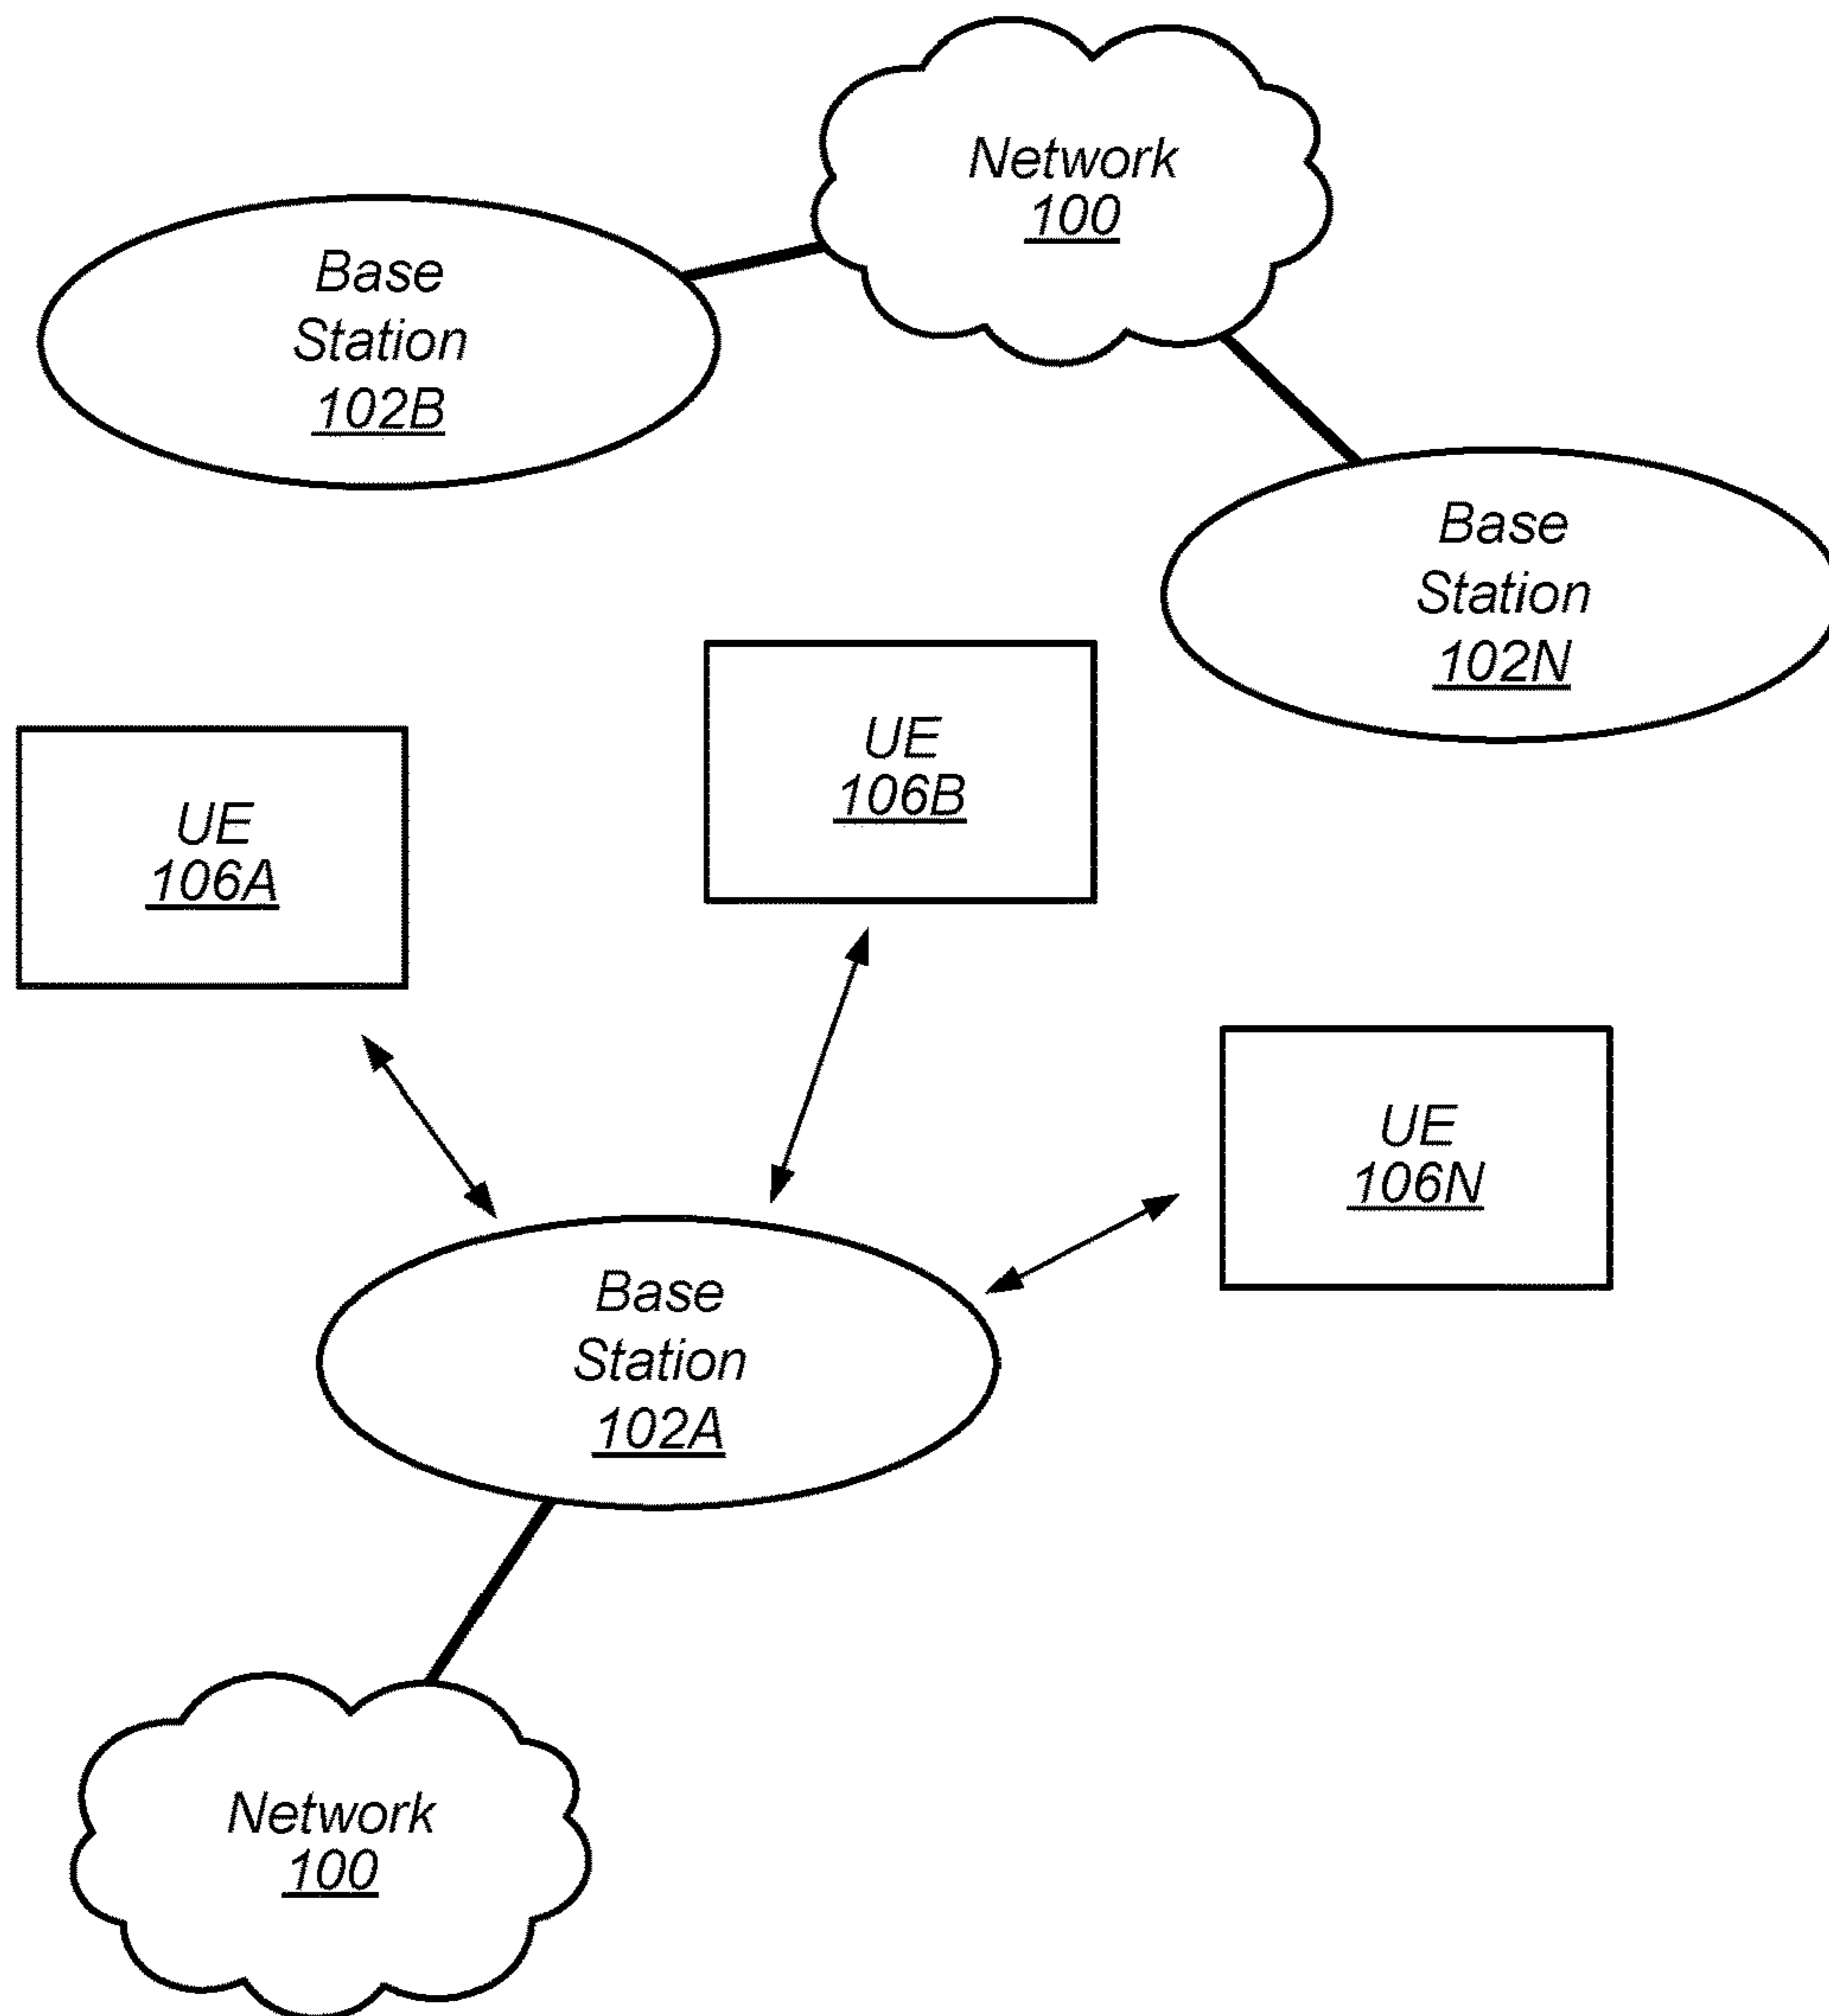 Network
100
Base
Station
102B
Base
Station
102N
UE
106B
UE
106A
UE
106N
Base
Station
102A
Network
100